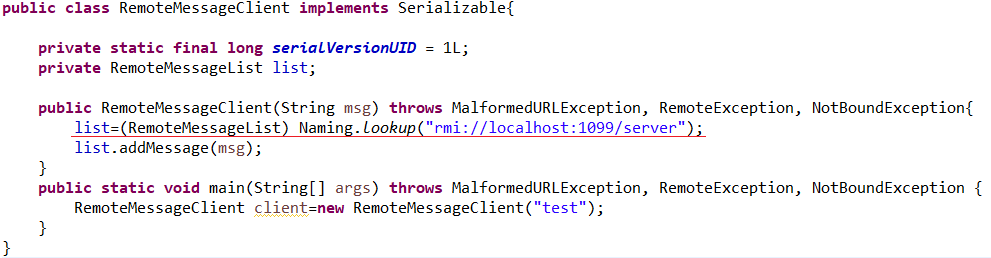 public class RemoteMessageClient implements Serializable{
private static final long serialVersionUID = 1L;
private RemoteMessageList list;
public RemoteMessageClient(String msg) throws MalformedURLException, RemoteException, NotBoundException{
list=(RemoteMessageList) Naming.lookup("rmi://localhost:1099/server");
list.addMessage(msg);
}
public static void main(String[] args) throws MalformedURLException, RemoteException, NotBoundException {
RemoteMessageClient client=new RemoteMessageClient("test");
}
}